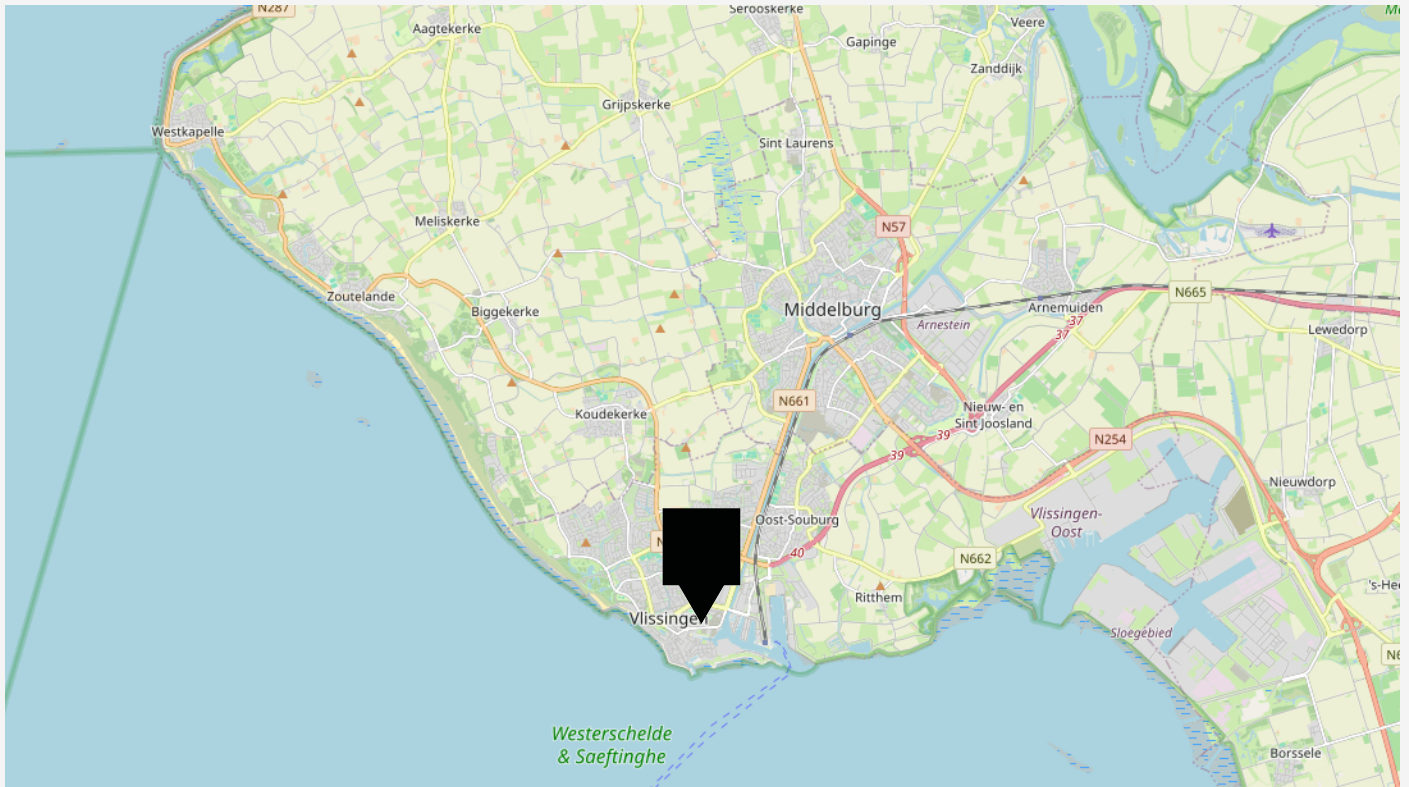 N287
Serooskerke
Aagtekerke
Veere
Gapinge
Zanddijk
Grijpskerke
Westkapelle
Sint Laurens
Meliskerke
N57
Zoutelande
Biggekerke
Middelburg
N665
Arnemuiden
Arnestein
37
37
Lewedorp
N661
Koudekerke
Nieuw- en
Sint Joosland
39
39
N254
Nieuwdorp
Vlissingen-
Oost
Oost-Souburg
40
N662
Ritthem
Vlissingen
Sloegebied
Westerschelde
& Saeftinghe
Borssele